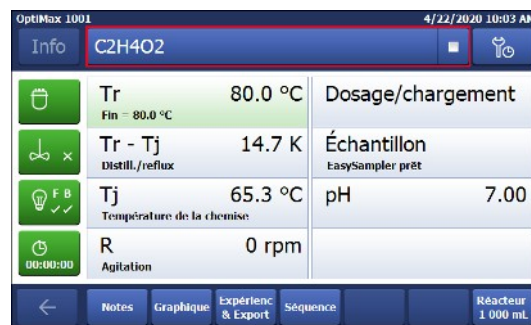 OptiMax 1001
4/22/2020 10:03 AM
Info
C2H4O2
Tr
80.0 °C
Fin = 80.0 °C
Dosage/chargement
Tr - Tj
14.7 K
Distill./reflux
Échantillon
EasySampler prêt
F B
Tj
65.3 °C
Température de la chemise
pH
7.00
00:00:00
R
0 rpm
Agitation
Notes
Graphique
Expérienc
& Export
Séquence
Réacteur
1 000 mL